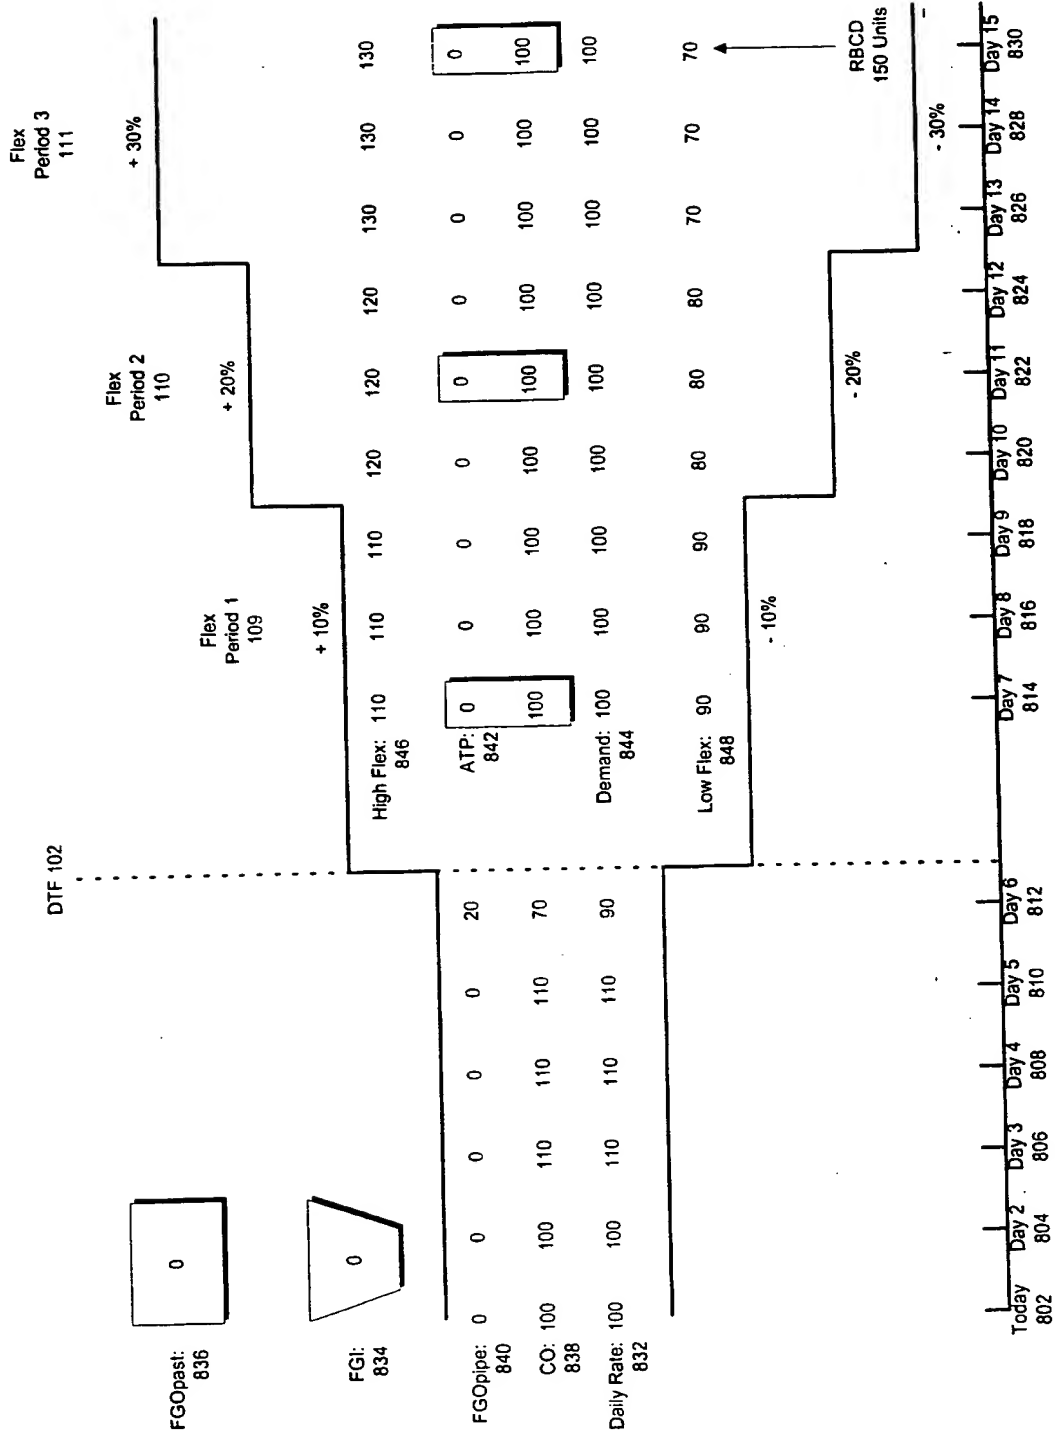 Flex
Period 3
111
DTF 102
Flex
Period 2
110
+ 30%
FGOpast:
836
0
Flex
Period 1
109
+ 20%
+ 10%
FGI:
834
0
High Flex: 110 110 110 120 120 120 130 130 130
846
FGOpipe: 0 0 0 0 0 20
840
ATP: 0 0 0 0 0 0 0 0 0
842
CO: 100 100 110 110 110 70
838
100 100 100 100 100 100 100 100 100
Daily Rate: 100 100 110 110 110 90
832
Demand: 100 100 100 100 100 100 100 100 100
844
Low Flex: 90 90 90 80 80 80 70 70 70
848
- 10%
- 20%
RBCD
150 Units
- 30%
Today Day 2 Day 3 Day 4 Day 5 Day 6 Day 7 Day 8 Day 9 Day 10 Day 11 Day 12 Day 13 Day 14 Day 15
802 804 806 808 810 812 814 816 818 820 822 824 826 828 830